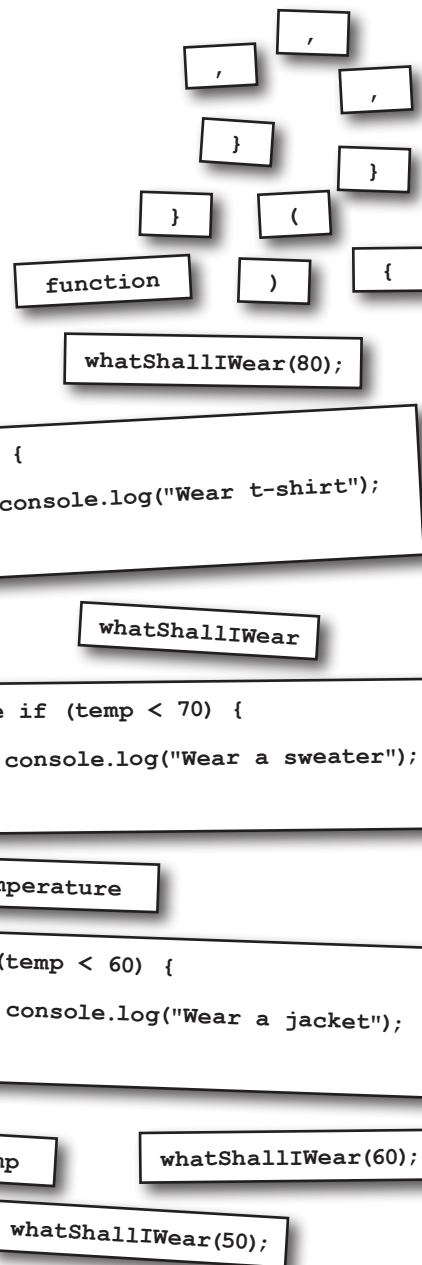 ,
,
,
}
}
}
(
function
)
{
whatShallIWear(80);
{
console.log("Wear t-shirt");
whatShallIWear
if (temp < 70) {
console.log("Wear a sweater");
(temp < 60) {
console.log("Wear a jacket");
whatShallIWear(60);
whatShallIWear(50);